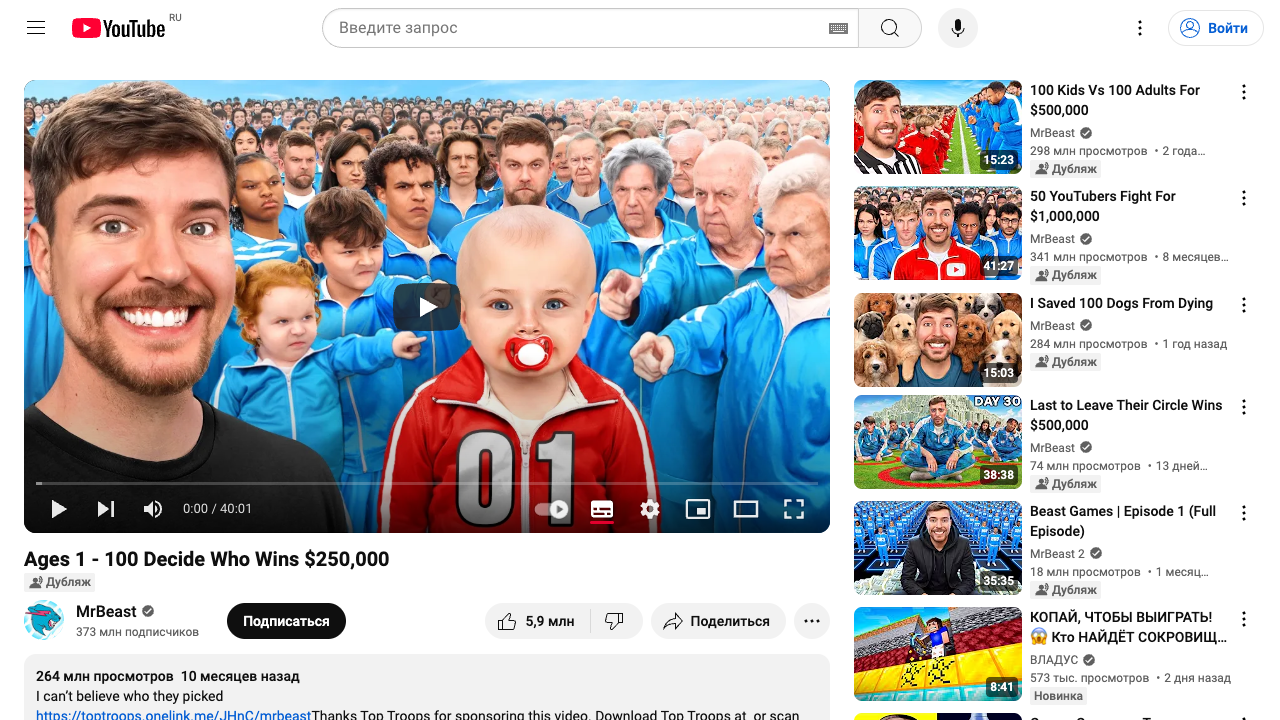 YouTube RU
Введите запрос
Войти
01
0:00 / 40:01
Ages 1 - 100 Decide Who Wins $250,000
Дубляж
MrBeast
373 млн подписчиков
Подписаться
5,9 млн
Поделиться
264 млн просмотров 10 месяцев назад
I can’t believe who they picked
https://toptroops.onelink.me/JHnC/mrbeastThanks Top Troops for sponsoring this video. Download Top Troops at, or scan
15:23
100 Kids Vs 100 Adults For
$500,000
MrBeast
298 млн просмотров • 2 года...
Дубляж
41:27
50 YouTubers Fight For
$1,000,000
MrBeast
341 млн просмотров • 8 месяцев...
Дубляж
15:03
I Saved 100 Dogs From Dying
MrBeast
284 млн просмотров • 1 год назад
Дубляж
DAY 30
38:38
Last to Leave Their Circle Wins
$500,000
MrBeast
74 млн просмотров • 13 дней...
Дубляж
35:35
Beast Games | Episode 1 (Full
Episode)
MrBeast 2
18 млн просмотров • 1 месяц...
Дубляж
8:41
КОПАЙ, ЧТОБЫ ВЫИГРАТЬ!
😱 Кто НАЙДЁТ СОКРОВИЩ...
ВЛАДУС
573 тыс. просмотров • 2 дня назад
Новинка